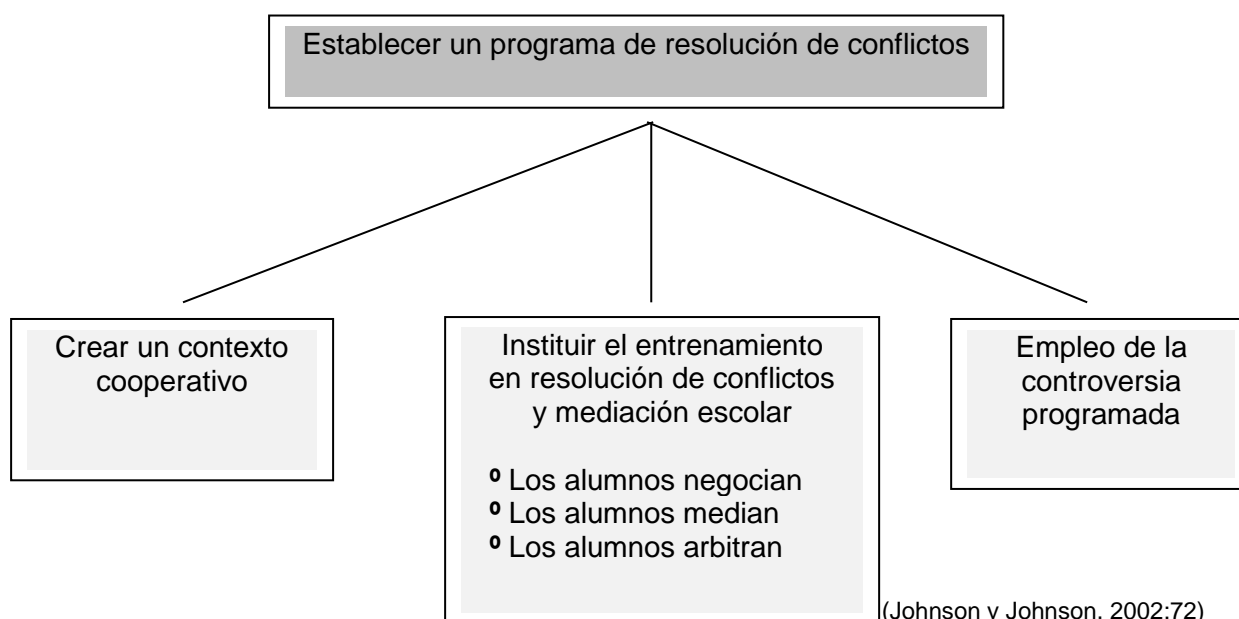 Establecer un programa de resolución de conflictos
Crear un contexto
cooperativo
Instituir el entrenamiento
en resolución de conflictos
y mediación escolar
º Los alumnos negocian
º Los alumnos median
º Los alumnos arbitran
Empleo de la
controversia
programada
(Johnson y Johnson, 2002:72)